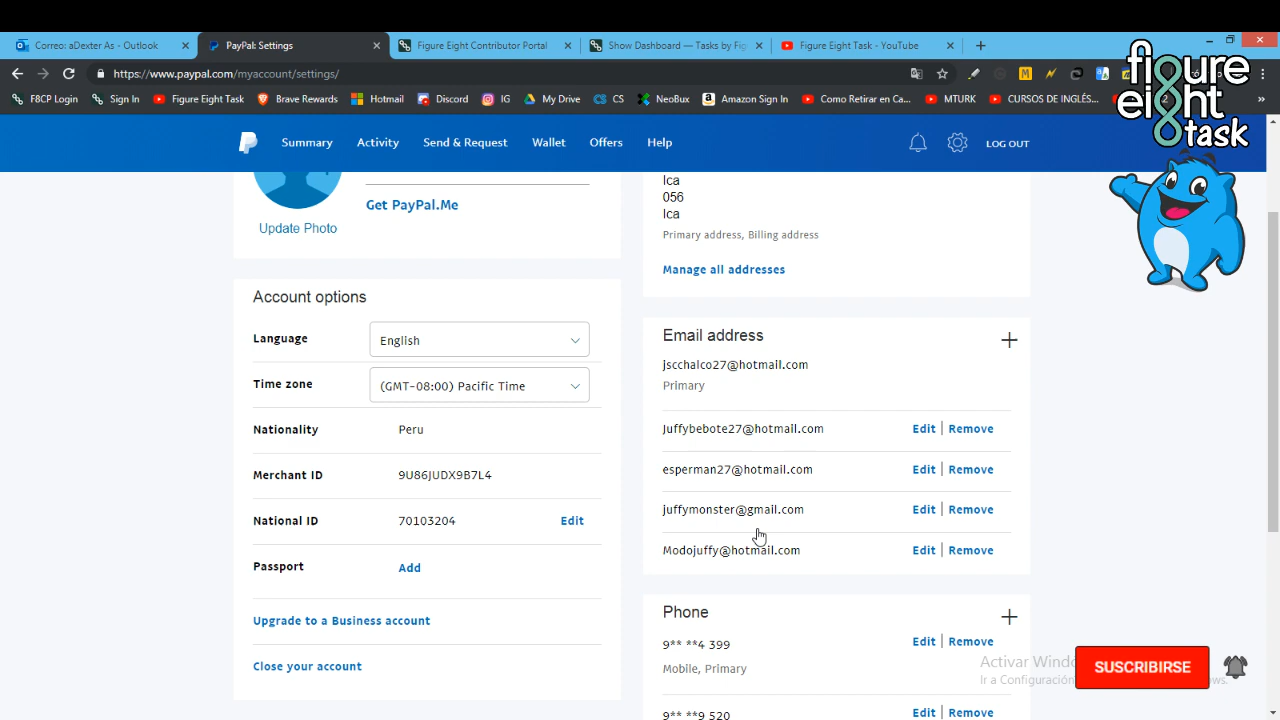 Correo: aDexter As - Outlook
PayPal: Settings
Figure Eight Contributor Portal
Show Dashboard — Tasks by Fig
Figure Eight Task - YouTube
https://www.paypal.com/myaccount/settings/
F8CP Login
Sign In
Figure Eight Task
Brave Rewards
Hotmail
Discord
IG
My Drive
CS
NeoBux
Amazon Sign In
Como Retirar en Ca...
MTURK
CURSOS DE INGLÉS...
figure
eight
task
Summary
Activity
Send & Request
Wallet
Offers
Help
LOG OUT
Get PayPal.Me
Update Photo
Ica
056
Ica
Primary address, Billing address
Manage all addresses
Account options
Language
English
Time zone
(GMT-08:00) Pacific Time
Nationality
Peru
Merchant ID
9U86JUDX9B7L4
National ID
70103204
Edit
Passport
Add
Upgrade to a Business account
Close your account
Email address
jscchalco27@hotmail.com
Primary
Juffybebote27@hotmail.com
Edit | Remove
esperman27@hotmail.com
Edit | Remove
juffymonster@gmail.com
Edit | Remove
Modojuffy@hotmail.com
Edit | Remove
Phone
9** **4 399
Edit | Remove
Mobile, Primary
9** **9 520
Edit | Remove
Activar
Ir a Configuración
SUSCRIBIRSE